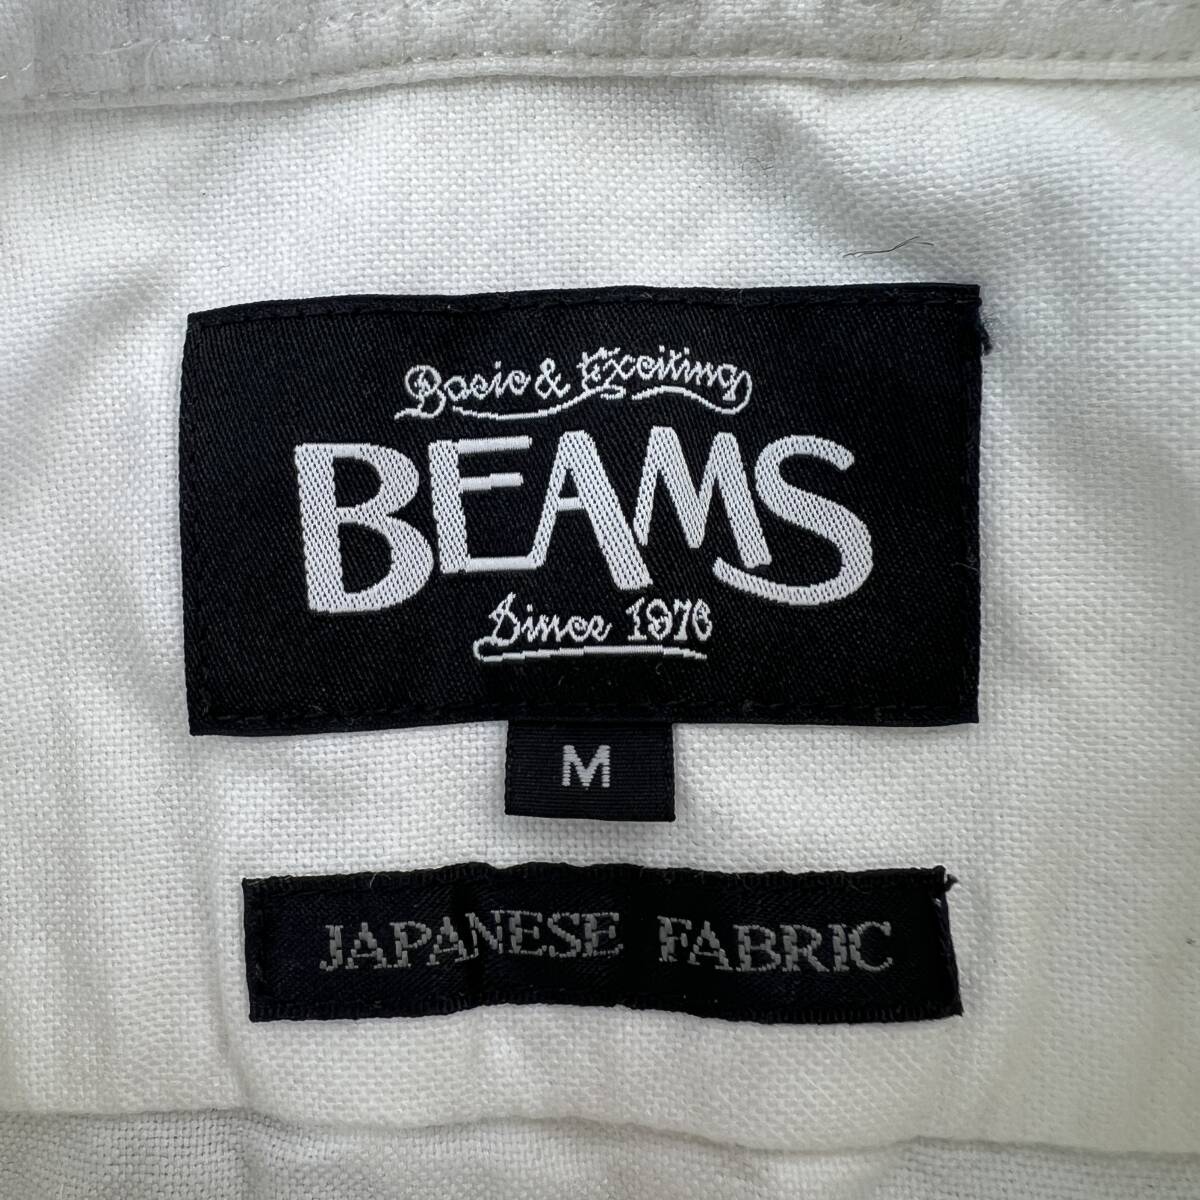 Basic & Exciting
BEAMS
Since 1976
M
JAPANESE FABRIC